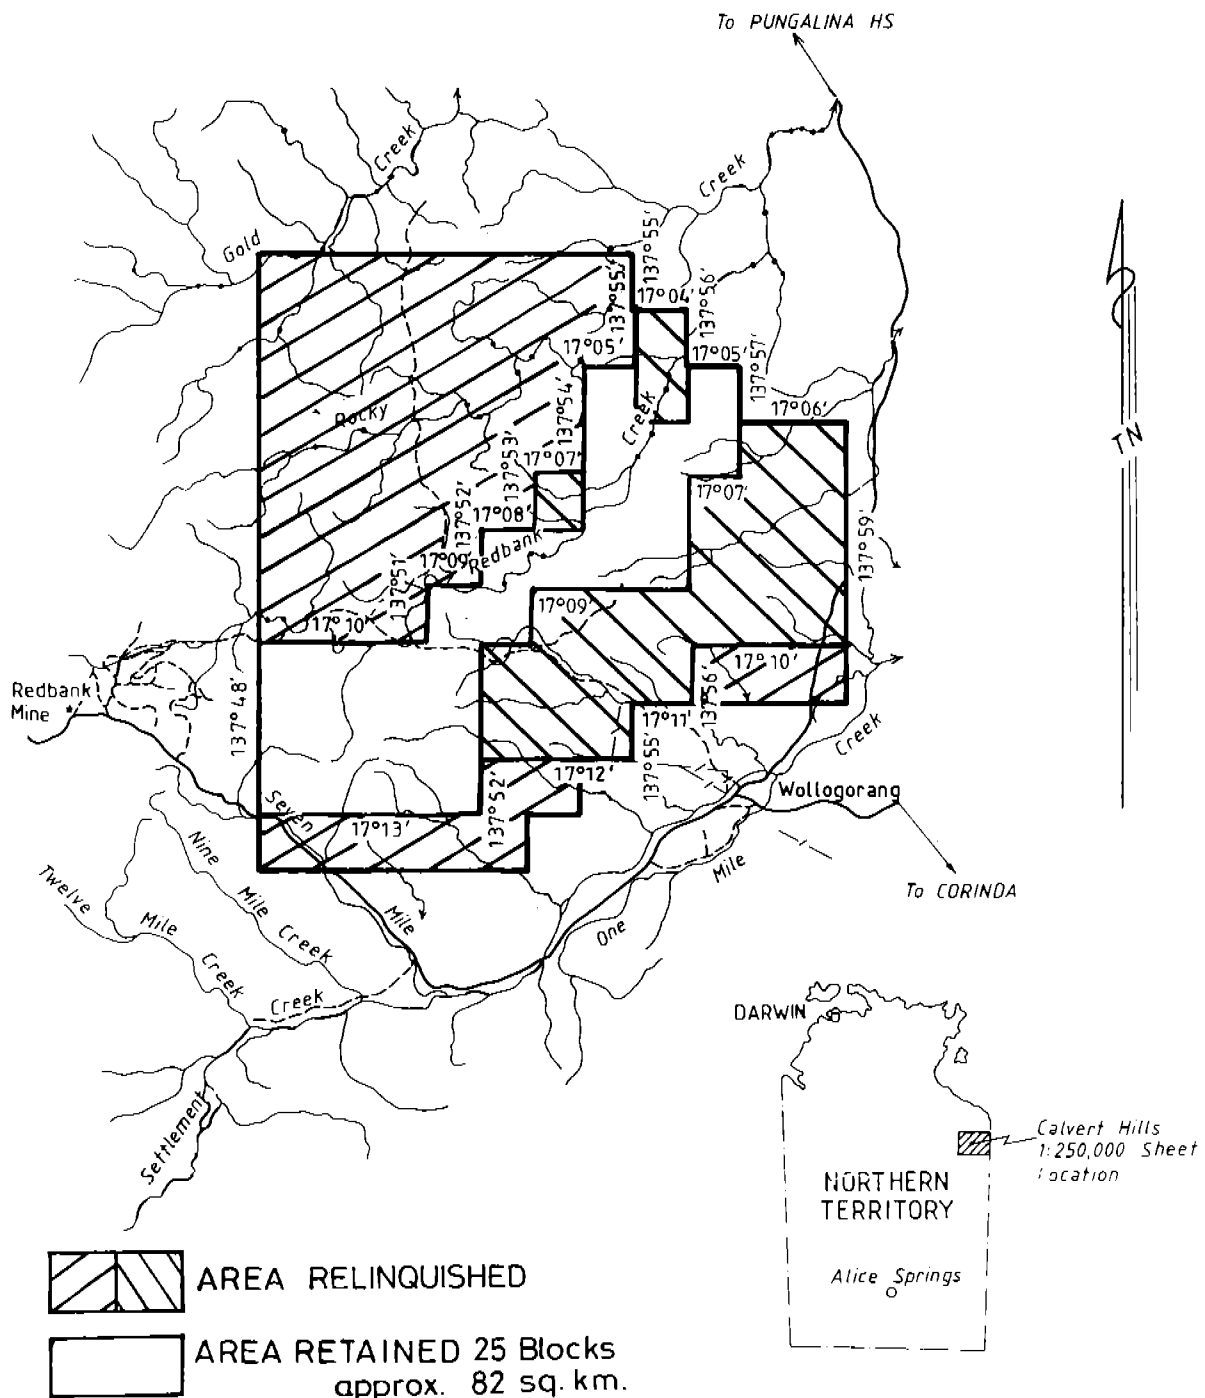 To PUNGALINA HS
Creek
Creek
Gold
137°55'
137°55'
17°04'
137°56'
17°05'
17°05'
137°57'
137°54'
17°06'
Rocky
Creek
TN
17°07'
137°53'
17°07'
137°52'
17°08'
137°59'
17°09'
Redbank
137°51'
17°09'
17°10'
17°10'
Redbank
Mine
137°48'
137°56'
17°11'
Creek
137°55'
17°12'
Wollogorang
137°52'
Seven
17°13'
Nine
Mile
Creek
Mile
Mile
To CORINDA
Twelve
Mile
Creek
One
Creek
Settlement
DARWIN
Calvert Hills
1:250,000 Sheet
Location
NORTHERN
TERRITORY
Alice Springs
AREA RELINQUISHED
AREA RETAINED 25 Blocks
approx. 82 sq. km.